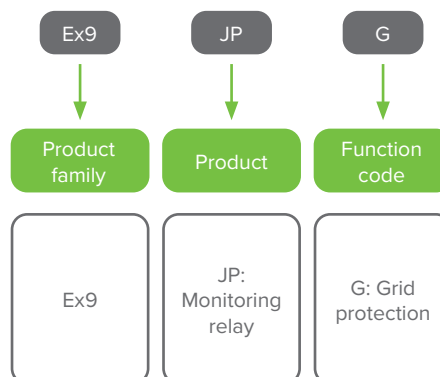 Ex9 JP G
Product family Product Function code
Ex9
JP:
Monitoring
relay
G: Grid
protection